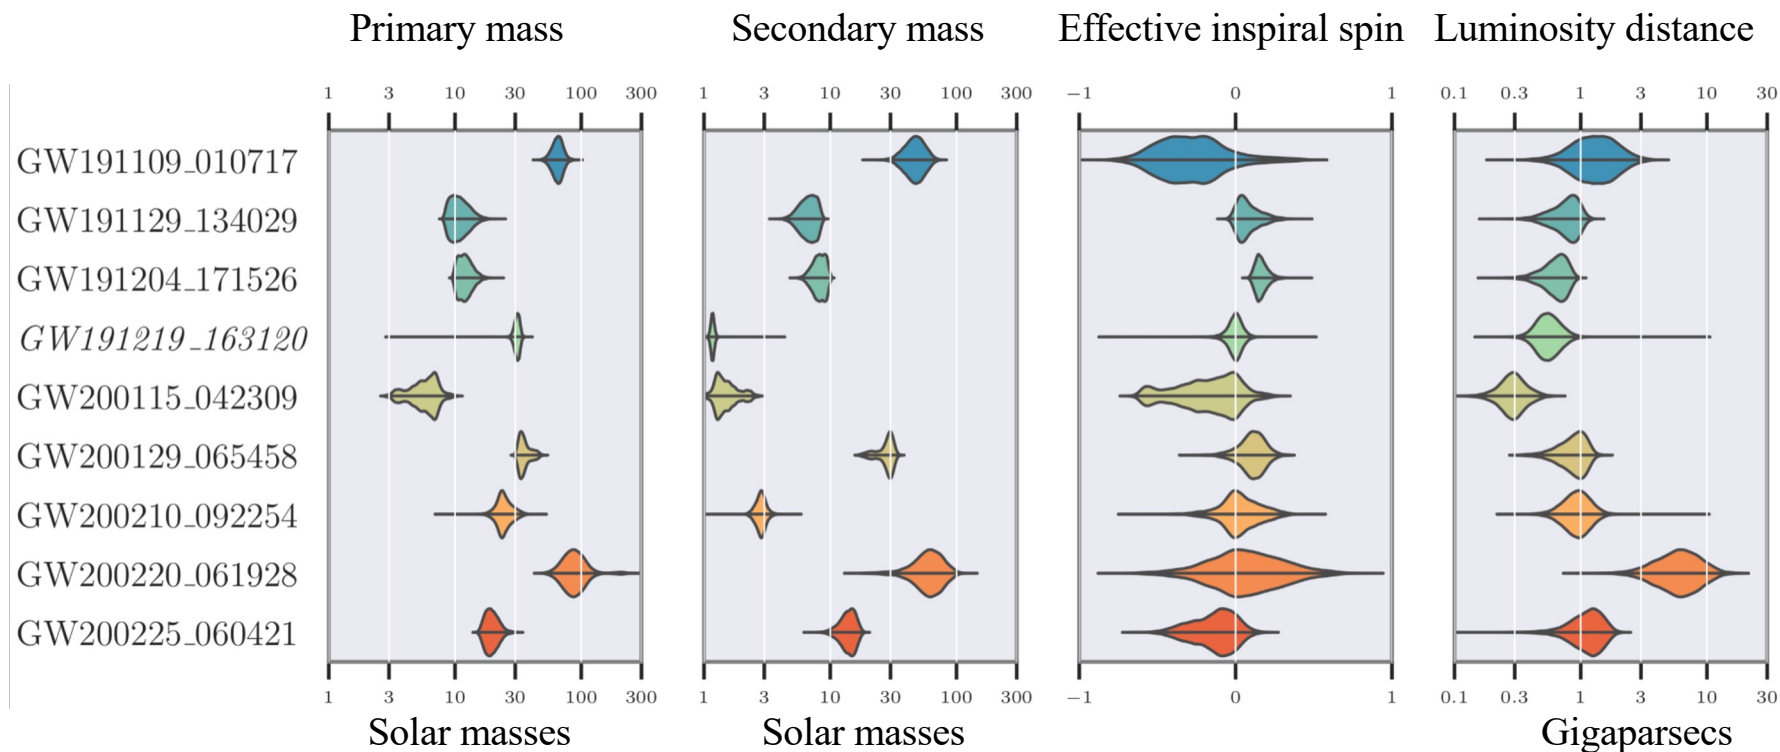 Primary mass Secondary mass Effective inspiral spin Luminosity distance
1 3 10 30 100 300 1 3 10 30 100 300 −1 0 1 0.1 0.3 1 3 10 30
GW191109_010717
GW191129_134029
GW191204_171526
GW191219_163120
GW200115_042309
GW200129_065458
GW200210_092254
GW200220_061928
GW200225_060421
1 3 10 30 100 300 1 3 10 30 100 300 −1 0 1 0.1 0.3 1 3 10 30
Solar masses Solar masses Gigaparsecs